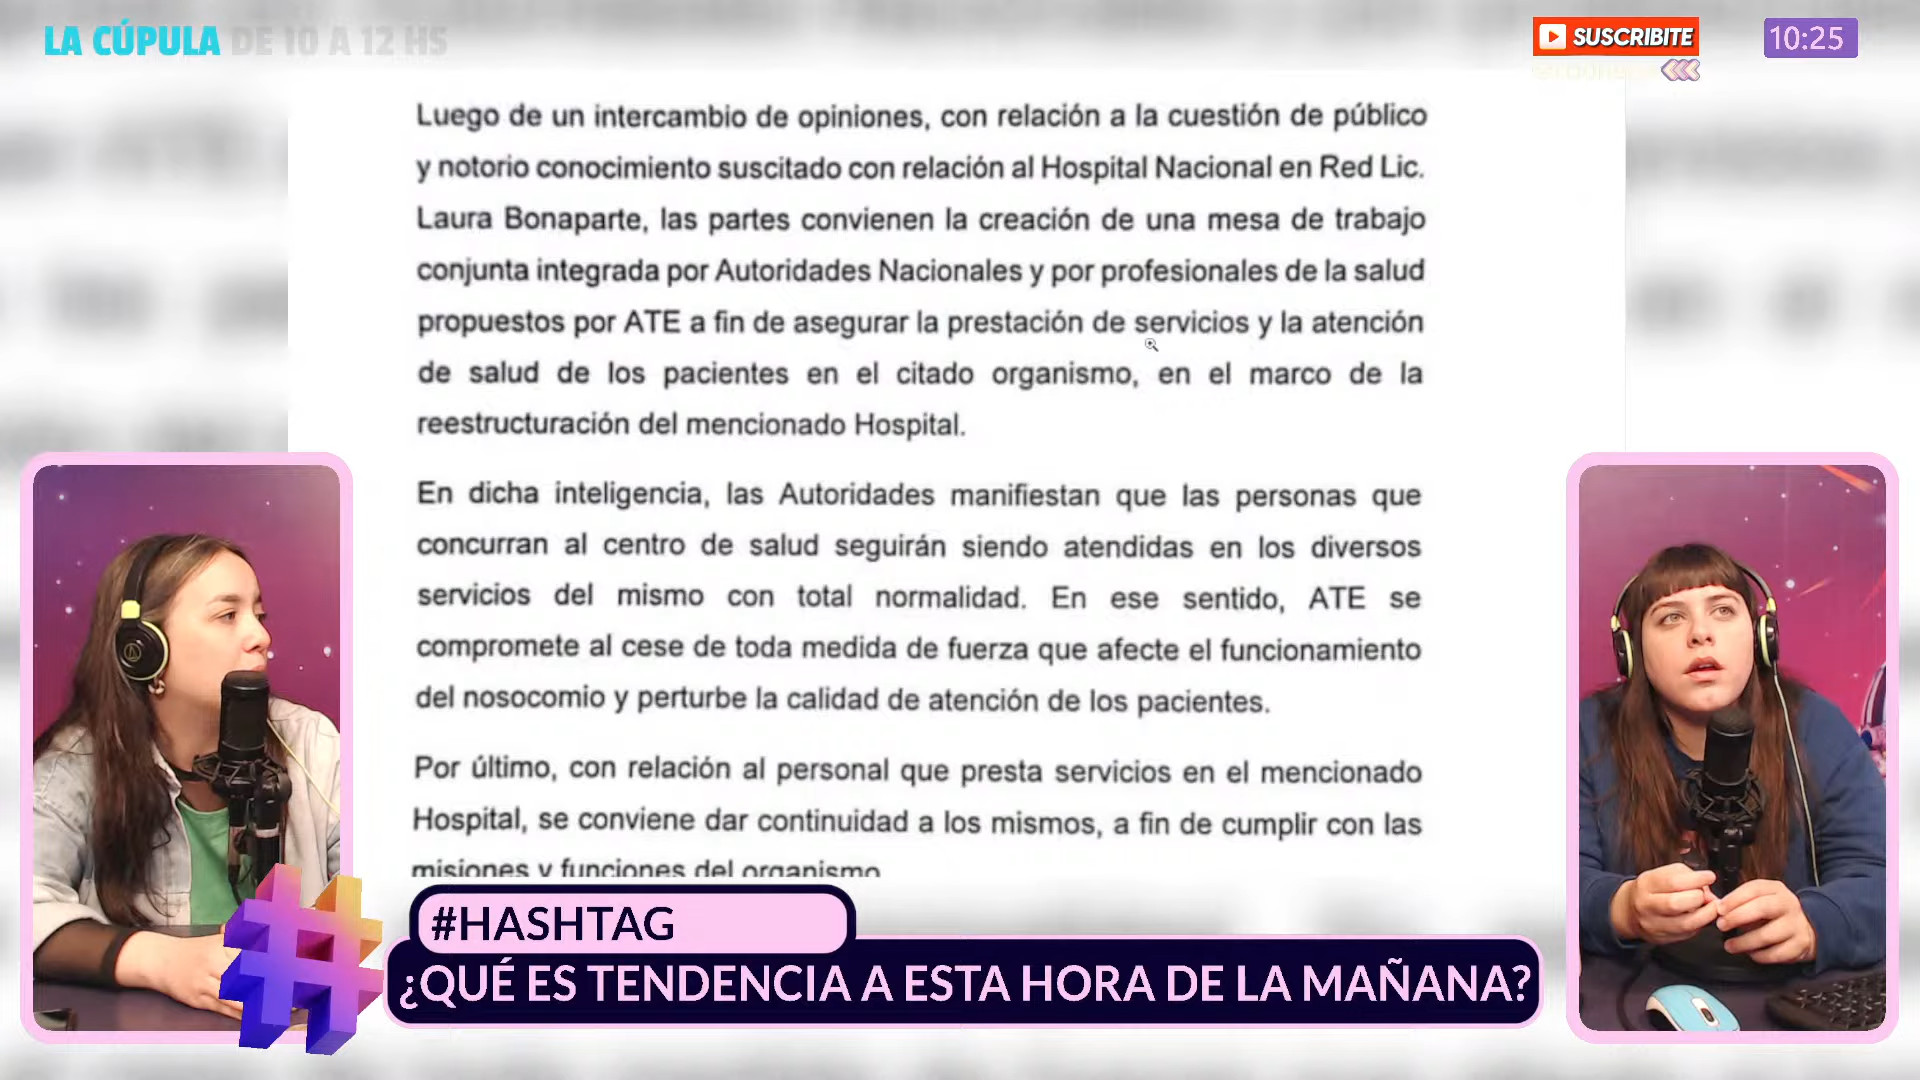 LA CÚPULA DE 10 A 12 HS
SUSCRIBITE
10:25
Luego de un intercambio de opiniones, con relación a la cuestión de público
y notorio conocimiento suscitado con relación al Hospital Nacional en Red Lic.
Laura Bonaparte, las partes convienen la creación de una mesa de trabajo
conjunta integrada por Autoridades Nacionales y por profesionales de la salud
propuestos por ATE a fin de asegurar la prestación de servicios y la atención
de salud de los pacientes en el citado organismo, en el marco de la
reestructuración del mencionado Hospital.
En dicha inteligencia, las Autoridades manifiestan que las personas que
concurran al centro de salud seguirán siendo atendidas en los diversos
servicios del mismo con total normalidad. En ese sentido, ATE se
compromete al cese de toda medida de fuerza que afecte el funcionamiento
del nosocomio y perturbe la calidad de atención de los pacientes.
Por último, con relación al personal que presta servicios en el mencionado
Hospital, se conviene dar continuidad a los mismos, a fin de cumplir con las
misiones y funciones del organismo
#HASHTAG
¿QUÉ ES TENDENCIA A ESTA HORA DE LA MAÑANA?